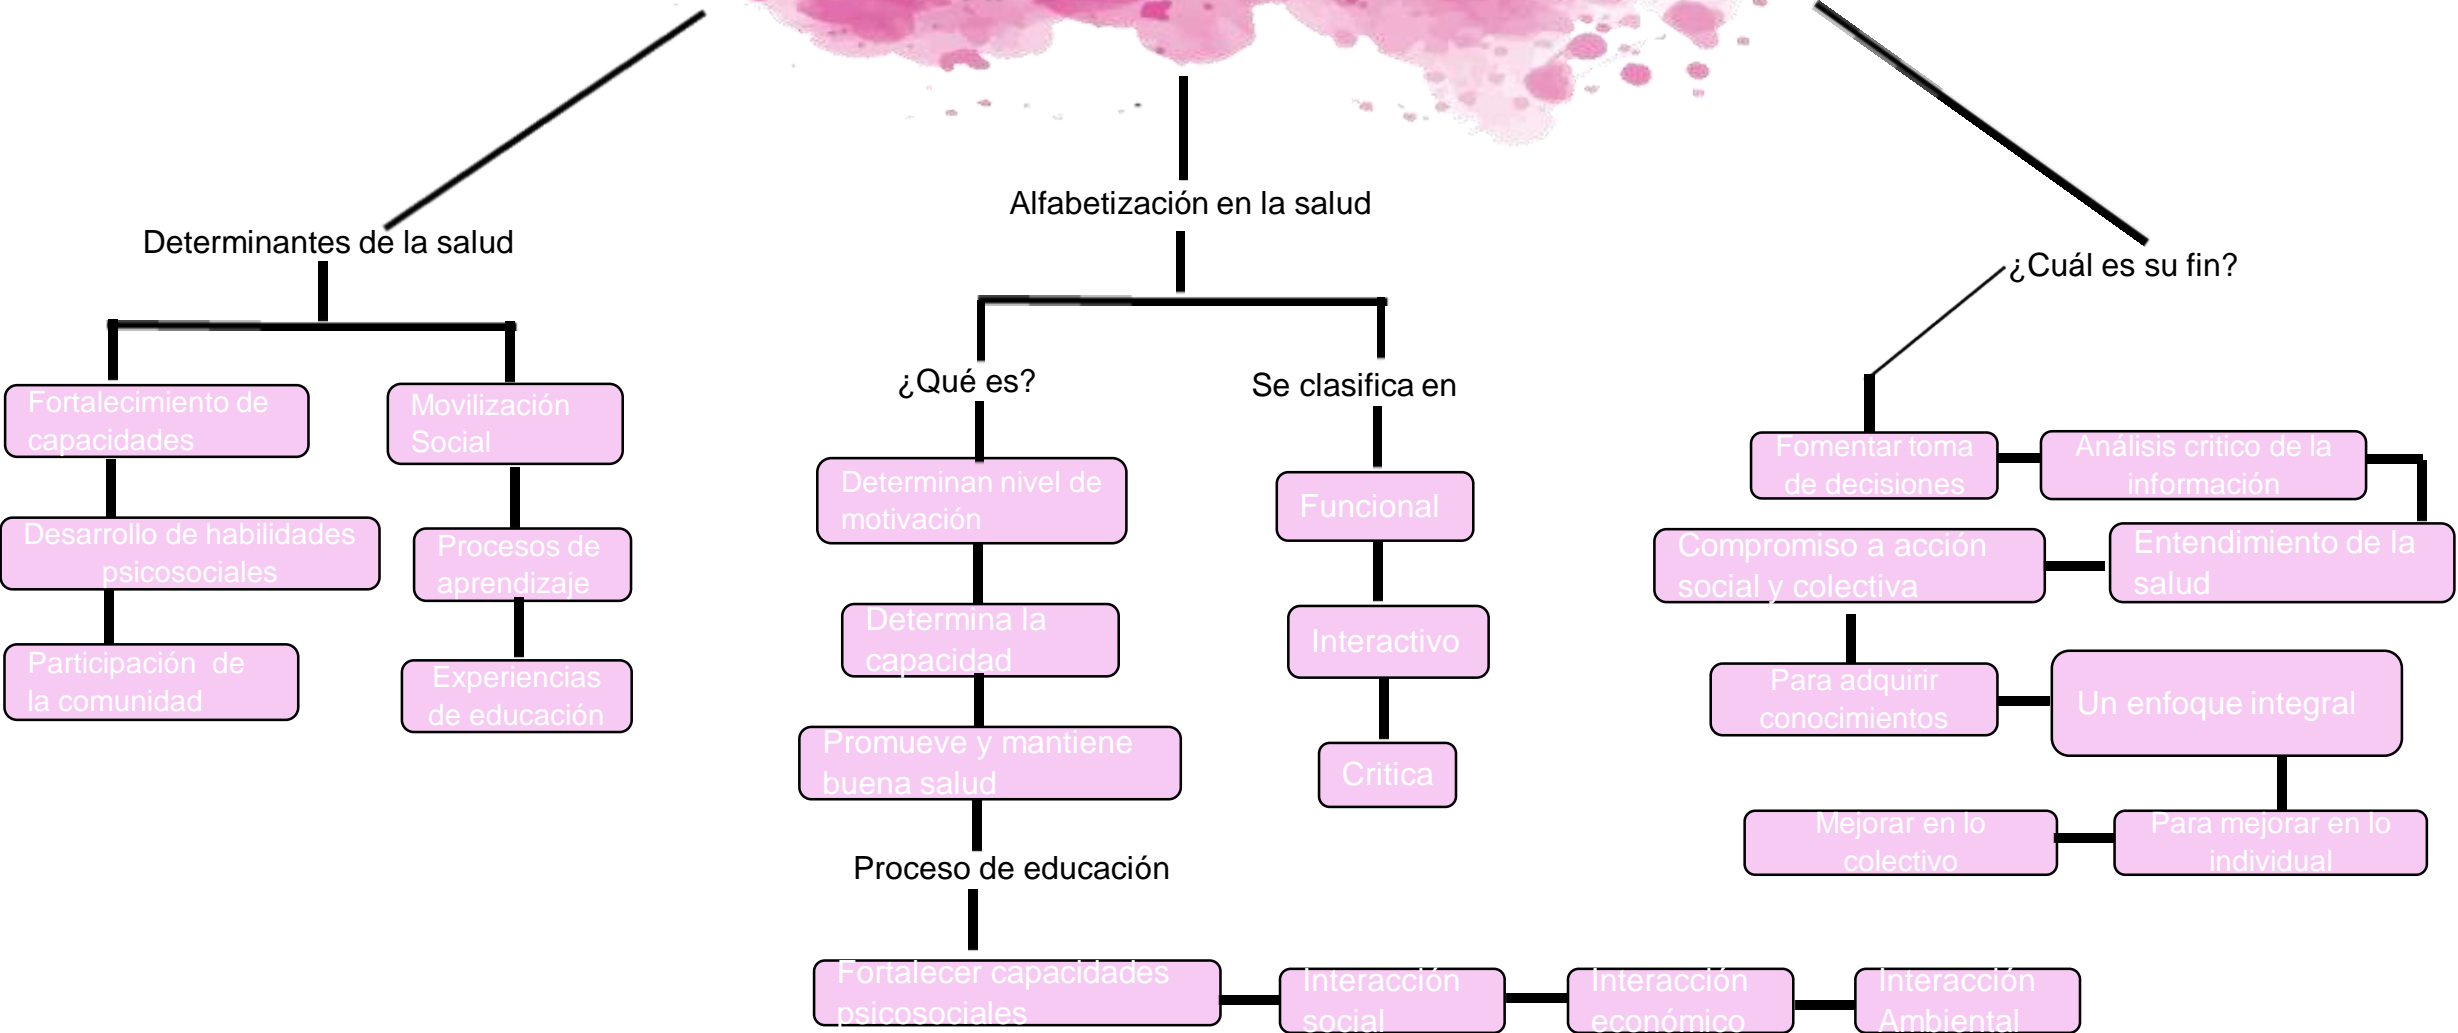 Determinantes de la salud
Fortalecimiento de
capacidades
Desarrollo de habilidades
psicosociales
Participación de
la comunidad
Movilización
Social
Procesos de
aprendizaje
Experiencias
de educación
Alfabetización en la salud
¿Qué es?
Determinan nivel de
motivación
Determina la
capacidad
Promueve y mantiene
buena salud
Proceso de educación
Fortalecer capacidades
psicosociales
Interacción
social
Interacción
económico
Interacción
Ambiental
Se clasifica en
Funcional
Interactivo
Critica
¿Cuál es su fin?
Fomentar toma
de decisiones
Análisis critico de la
información
Entendimiento de la
salud
Compromiso a acción
social y colectiva
Para adquirir
conocimientos
Un enfoque integral
Para mejorar en lo
individual
Mejorar en lo
colectivo